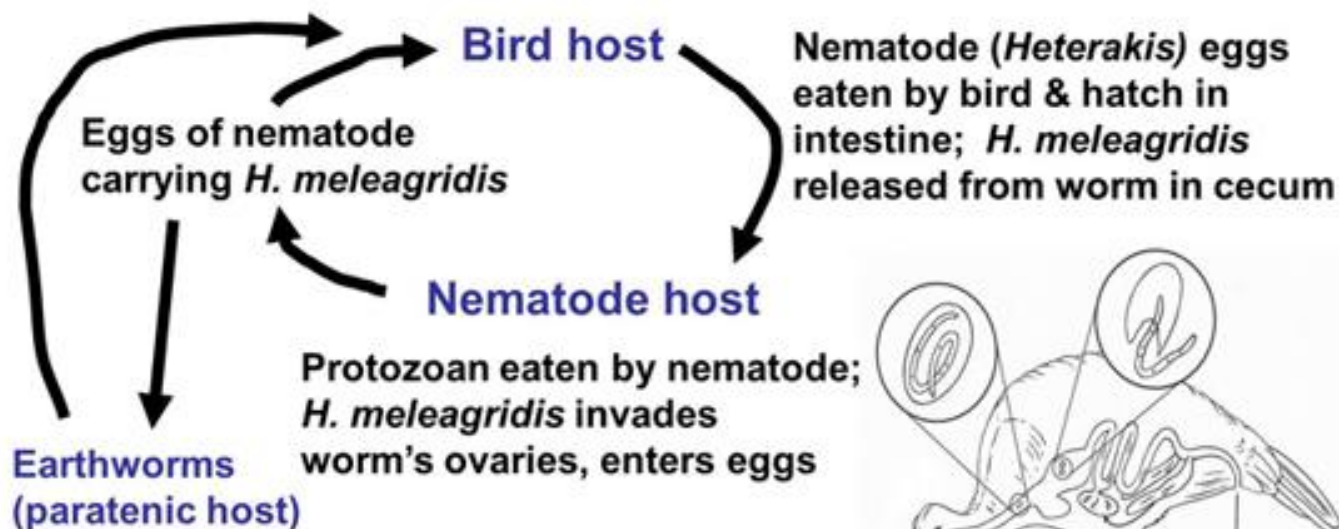 Bird host
Nematode (Heterakis) eggs
eaten by bird & hatch in
intestine; H. meleagridis
released from worm in cecum
Eggs of nematode
carrying H. meleagridis
Nematode host
Protozoan eaten by nematode;
H. meleagridis invades
worm's ovaries, enters eggs
Earthworms
(paratenic host)